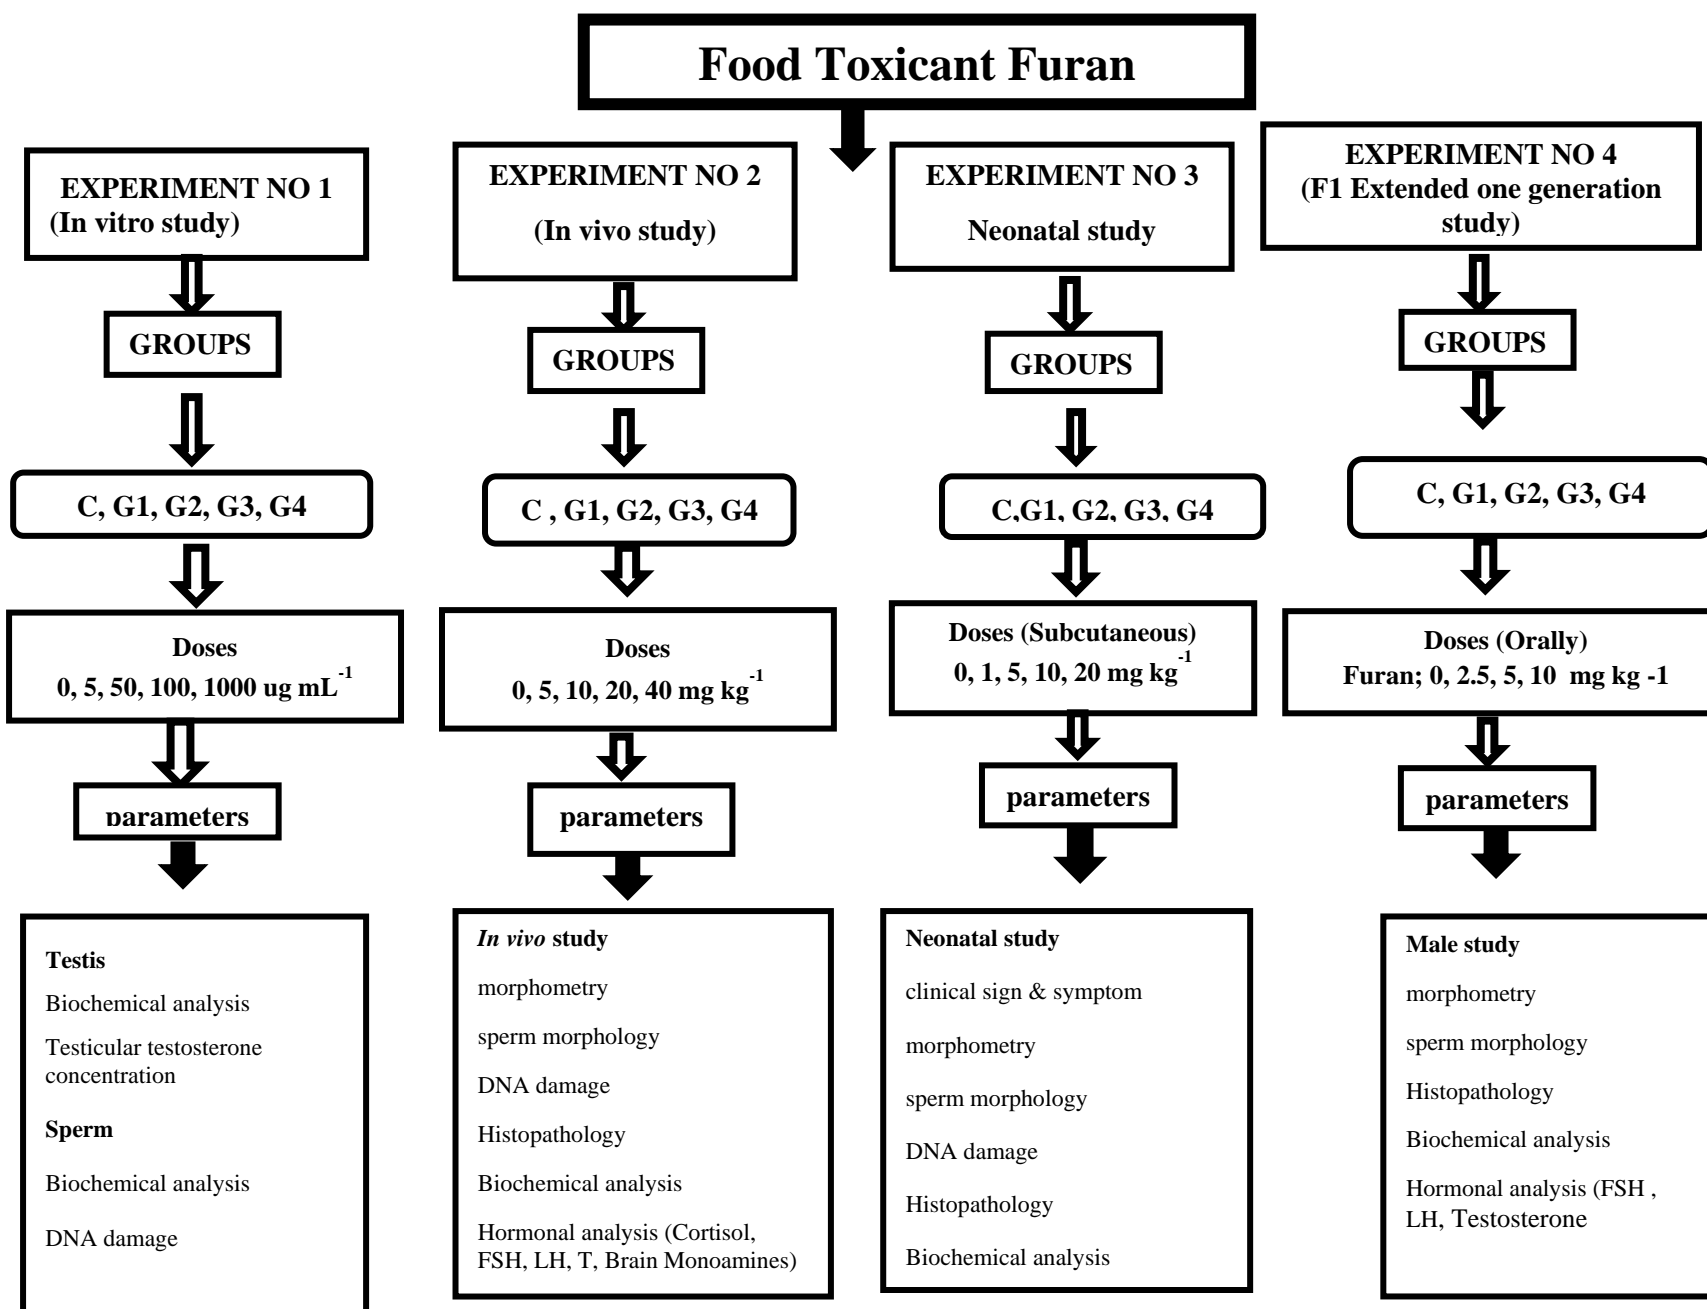 Food Toxicant Furan
EXPERIMENT NO 1
(In vitro study)
GROUPS
C, G1, G2, G3, G4
Doses
0, 5, 50, 100, 1000 ug mL-1
parameters
Testis
Biochemical analysis
Testicular testosterone
concentration
Sperm
Biochemical analysis
DNA damage
EXPERIMENT NO 2
(In vivo study)
GROUPS
C , G1, G2, G3, G4
Doses
0, 5, 10, 20, 40 mg kg-1
parameters
In vivo study
morphometry
sperm morphology
DNA damage
Histopathology
Biochemical analysis
Hormonal analysis (Cortisol,
FSH, LH, T, Brain Monoamines)
EXPERIMENT NO 3
Neonatal study
GROUPS
C,G1, G2, G3, G4
Doses (Subcutaneous)
0, 1, 5, 10, 20 mg kg-1
parameters
Neonatal study
clinical sign & symptom
morphometry
sperm morphology
DNA damage
Histopathology
Biochemical analysis
EXPERIMENT NO 4
(F1 Extended one generation
study)
GROUPS
C, G1, G2, G3, G4
Doses (Orally)
Furan; 0, 2.5, 5, 10 mg kg -1
parameters
Male study
morphometry
sperm morphology
Histopathology
Biochemical analysis
Hormonal analysis (FSH ,
LH, Testosterone